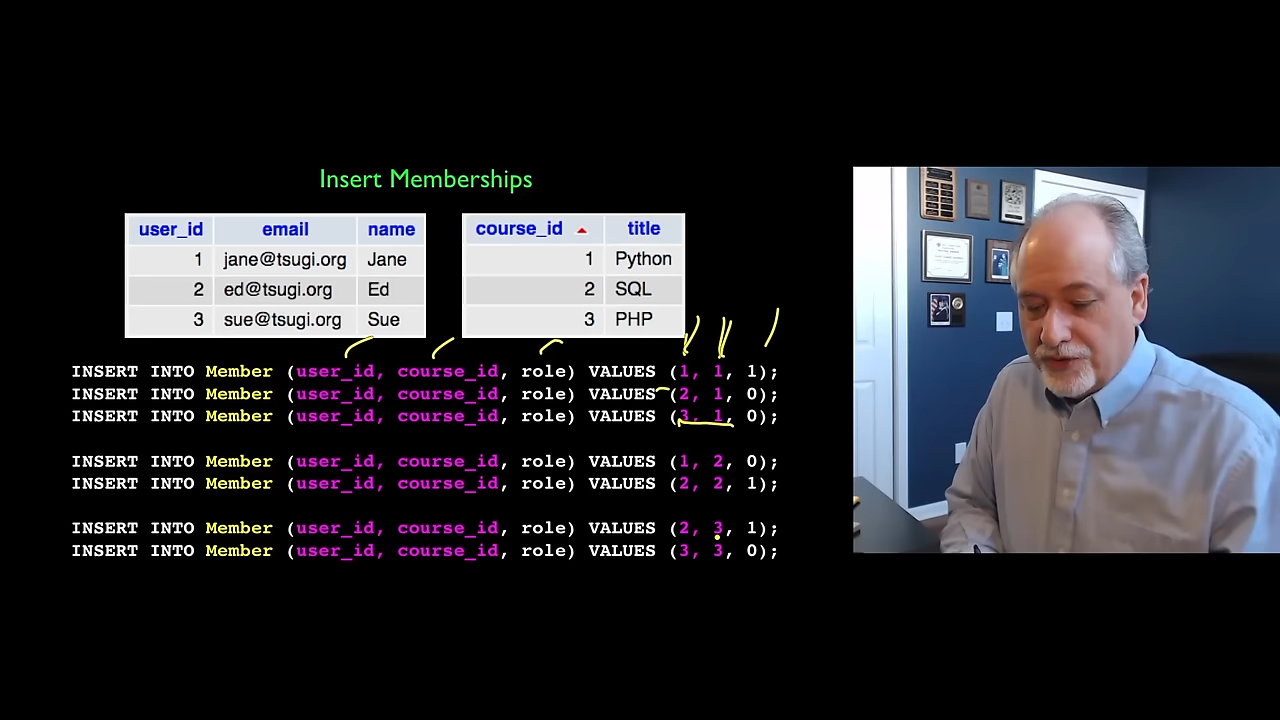 Insert Memberships
user_id email name
1 jane@tsugi.org Jane
2 ed@tsugi.org Ed
3 sue@tsugi.org Sue
course_id title
1 Python
2 SQL
3 PHP
INSERT INTO Member (user_id, course_id, role) VALUES (1, 1, 1);
INSERT INTO Member (user_id, course_id, role) VALUES (2, 1, 0);
INSERT INTO Member (user_id, course_id, role) VALUES (3, 1, 0);
INSERT INTO Member (user_id, course_id, role) VALUES (1, 2, 0);
INSERT INTO Member (user_id, course_id, role) VALUES (2, 2, 1);
INSERT INTO Member (user_id, course_id, role) VALUES (2, 3, 1);
INSERT INTO Member (user_id, course_id, role) VALUES (3, 3, 0);